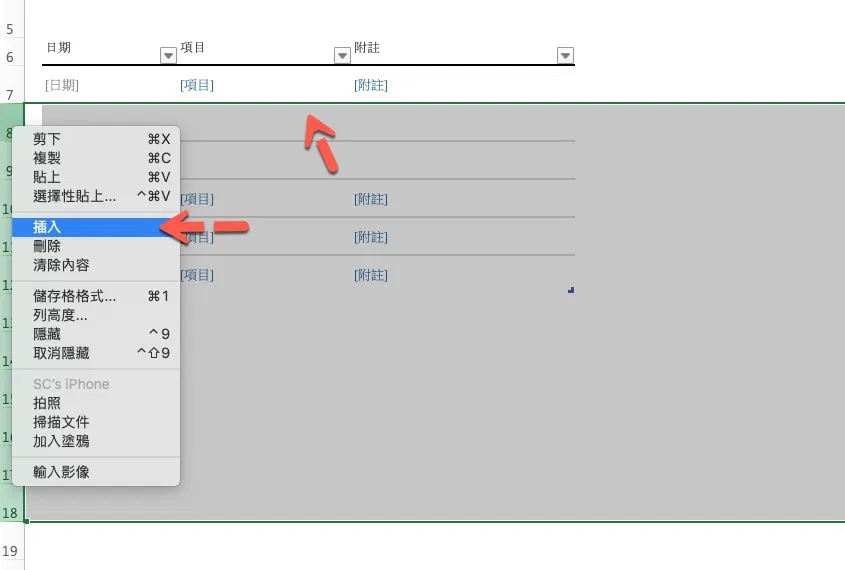 5
日期 項目 附註
6
[日期] [項目] [附註]
7
8
剪下 ⌘X
複製 ⌘C
9
貼上 ⌘V
選擇性貼上... ^⌘V
[項目] [附註]
10
插入
[項目] [附註]
刪除
11
清除內容
[項目] [附註]
12
儲存格格式... ⌘1
列高度...
13
隱藏 ^9
取消隱藏 ^⇧9
14
SC's iPhone
15
拍照
掃描文件
16
加入塗鴉
17
輸入影像
18
19